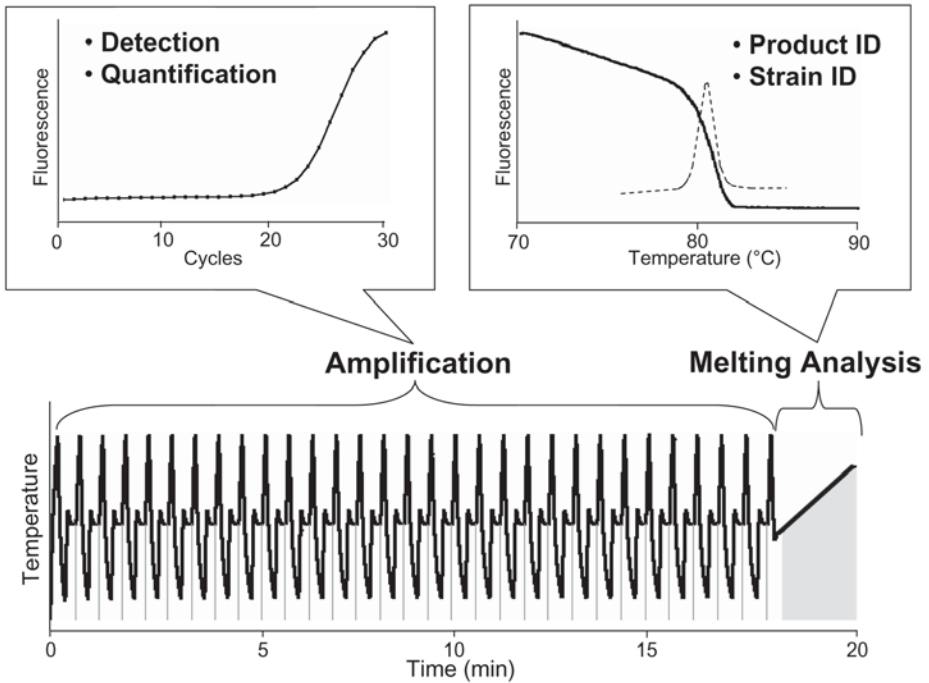 • Detection
• Quantification
Fluorescence
0 10 20 30
Cycles
• Product ID
• Strain ID
Fluorescence
70 80 90
Temperature (°C)
Amplification
Melting Analysis
Temperature
0 5 10 15 20
Time (min)